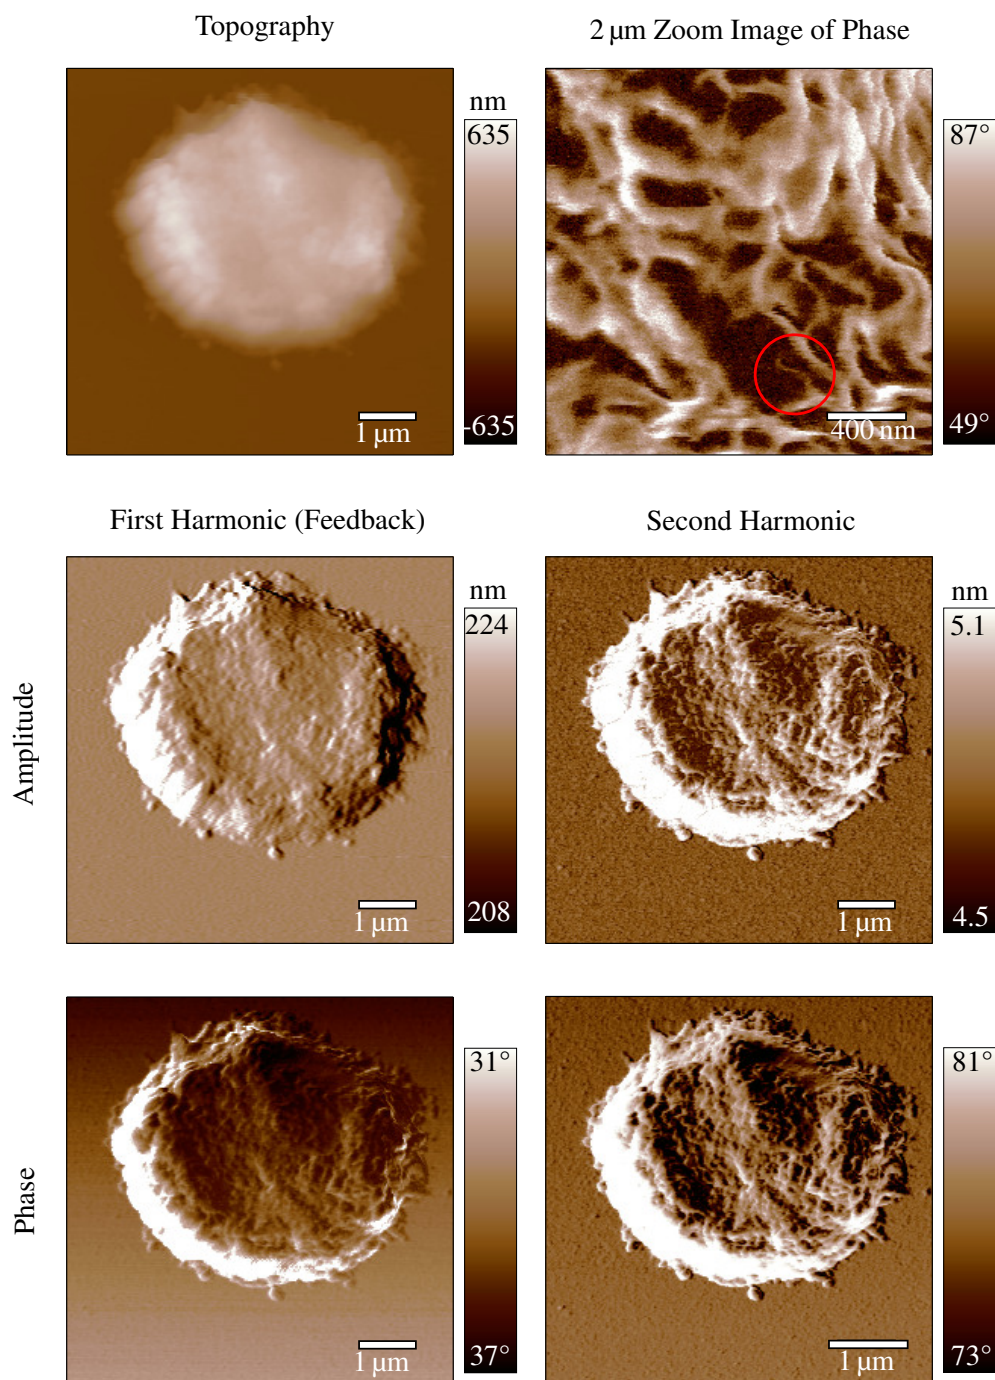 Topography
2 µm Zoom Image of Phase
nm
635
-635
1 µm
87°
49°
400 nm
First Harmonic (Feedback)
Second Harmonic
Amplitude
nm
224
208
1 µm
nm
5.1
4.5
1 µm
Phase
31°
37°
1 µm
81°
73°
1 µm